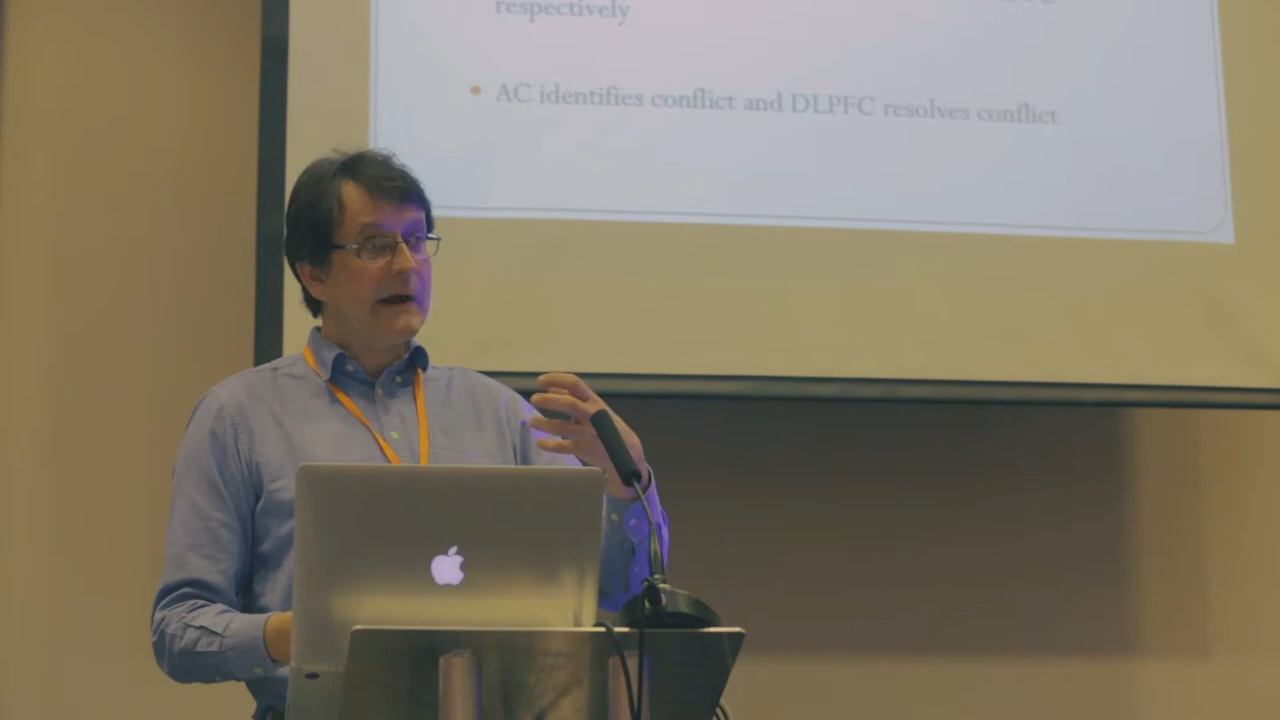 respectively
• AC identifies conflict and DLPFC resolves conflict